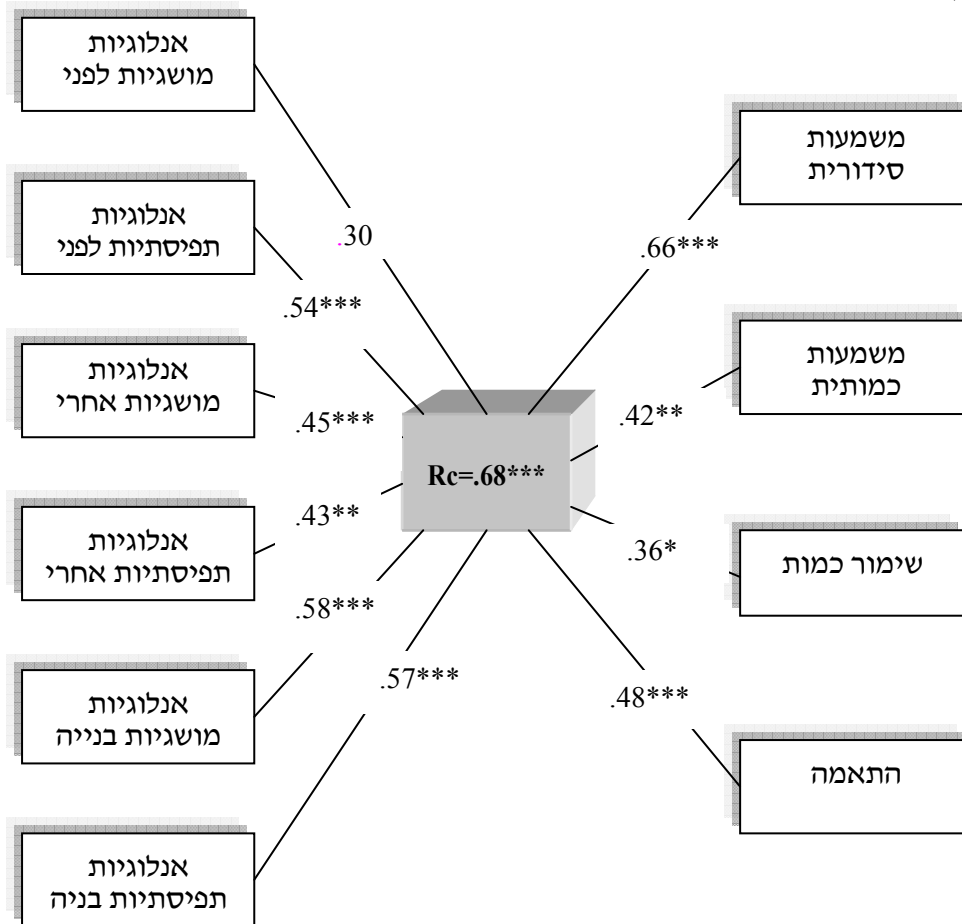 אנלוגיות
מושגיות לפני
משמעות
סידורית
אנלוגיות
תפיסתיות לפני
.30
.66***
.54***
אנלוגיות
מושגיות אחרי
משמעות
כמותית
.45***
.42**
Rc=.68***
אנלוגיות
תפיסתיות אחרי
.43**
.36*
שימור כמות
.58***
אנלוגיות
מושגיות בנייה
.57***
.48***
התאמה
אנלוגיות
תפיסתיות בניה